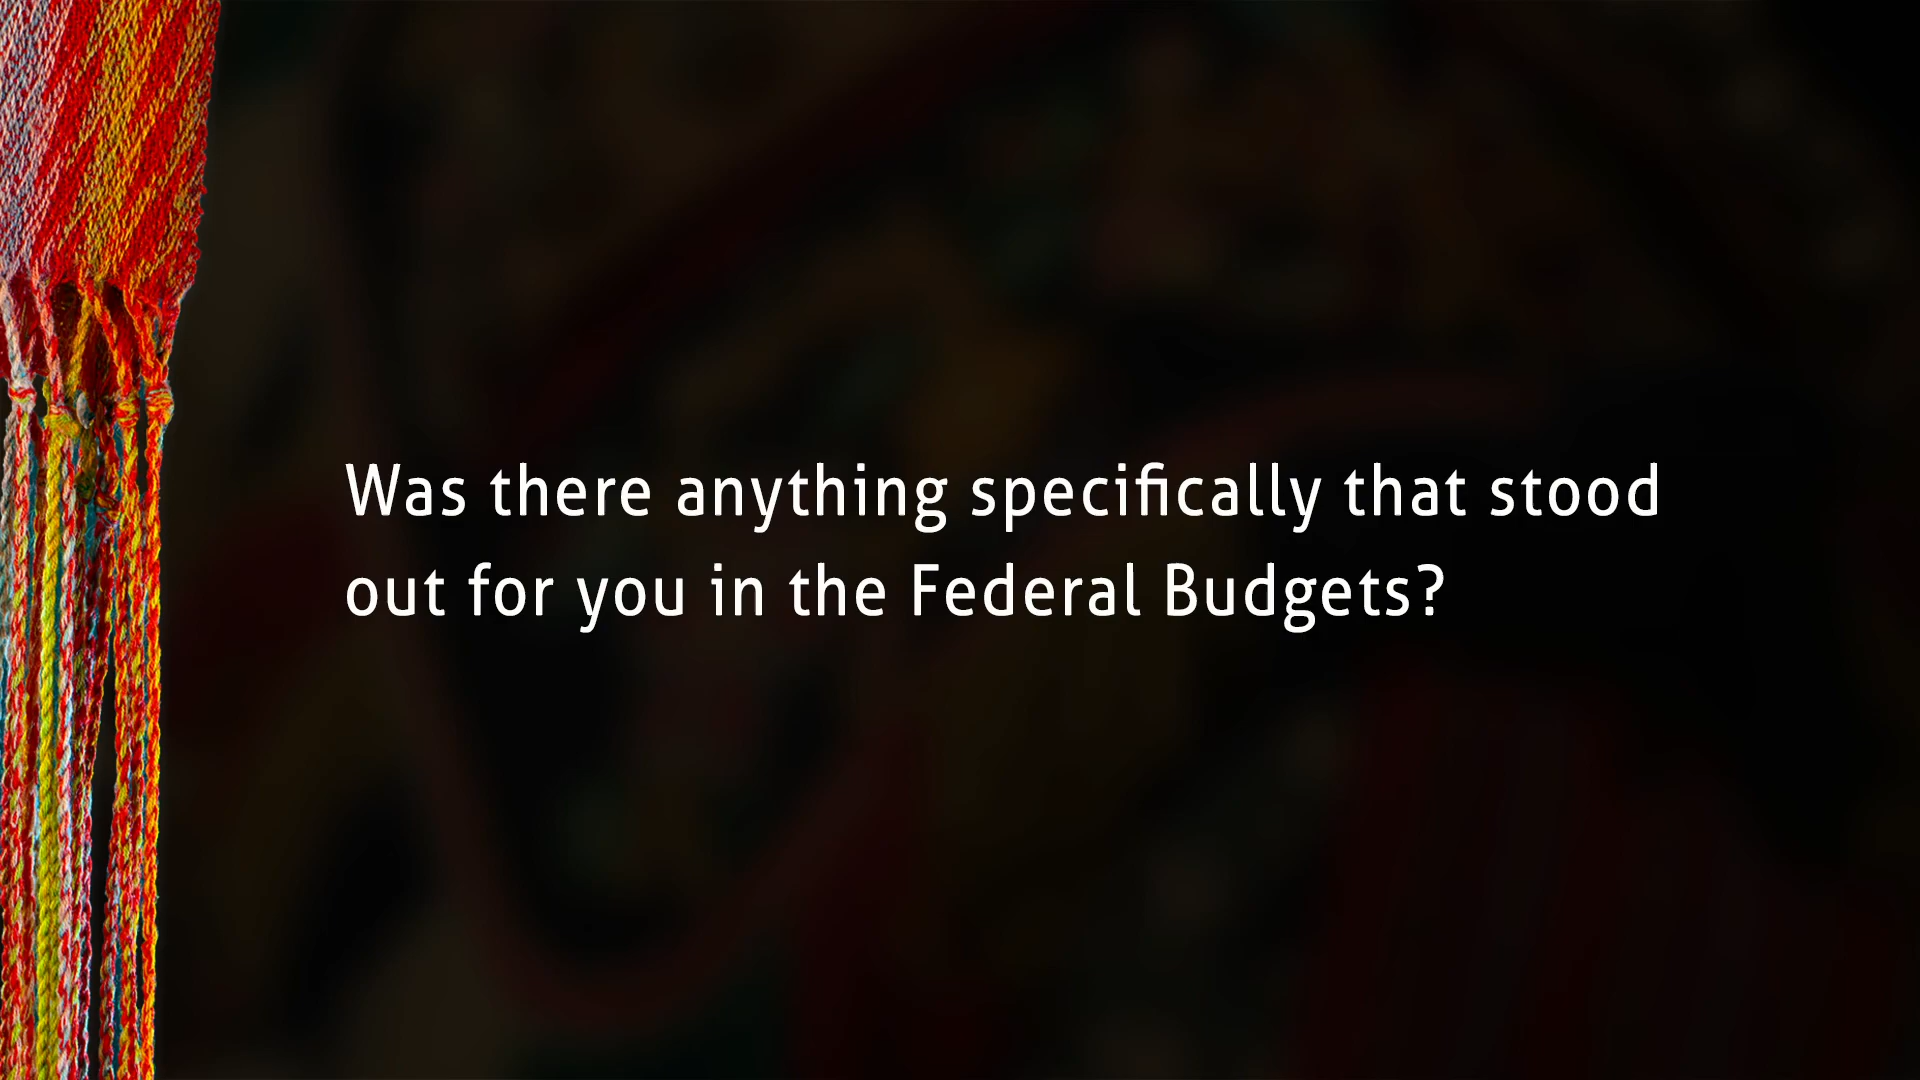 Was there anything specifically that stood
out for you in the Federal Budgets?